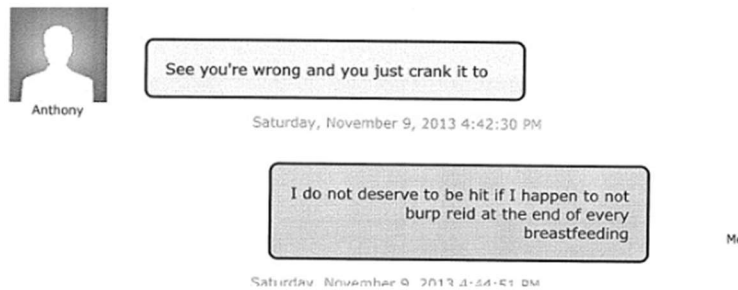 See you're wrong and you just crank it to
Anthony
Saturday, November 9, 2013 4:42:30 PM
I do not deserve to be hit if I happen to not
burp reid at the end of every
breastfeeding
Saturday, November 9, 2013 4:44:51 PM